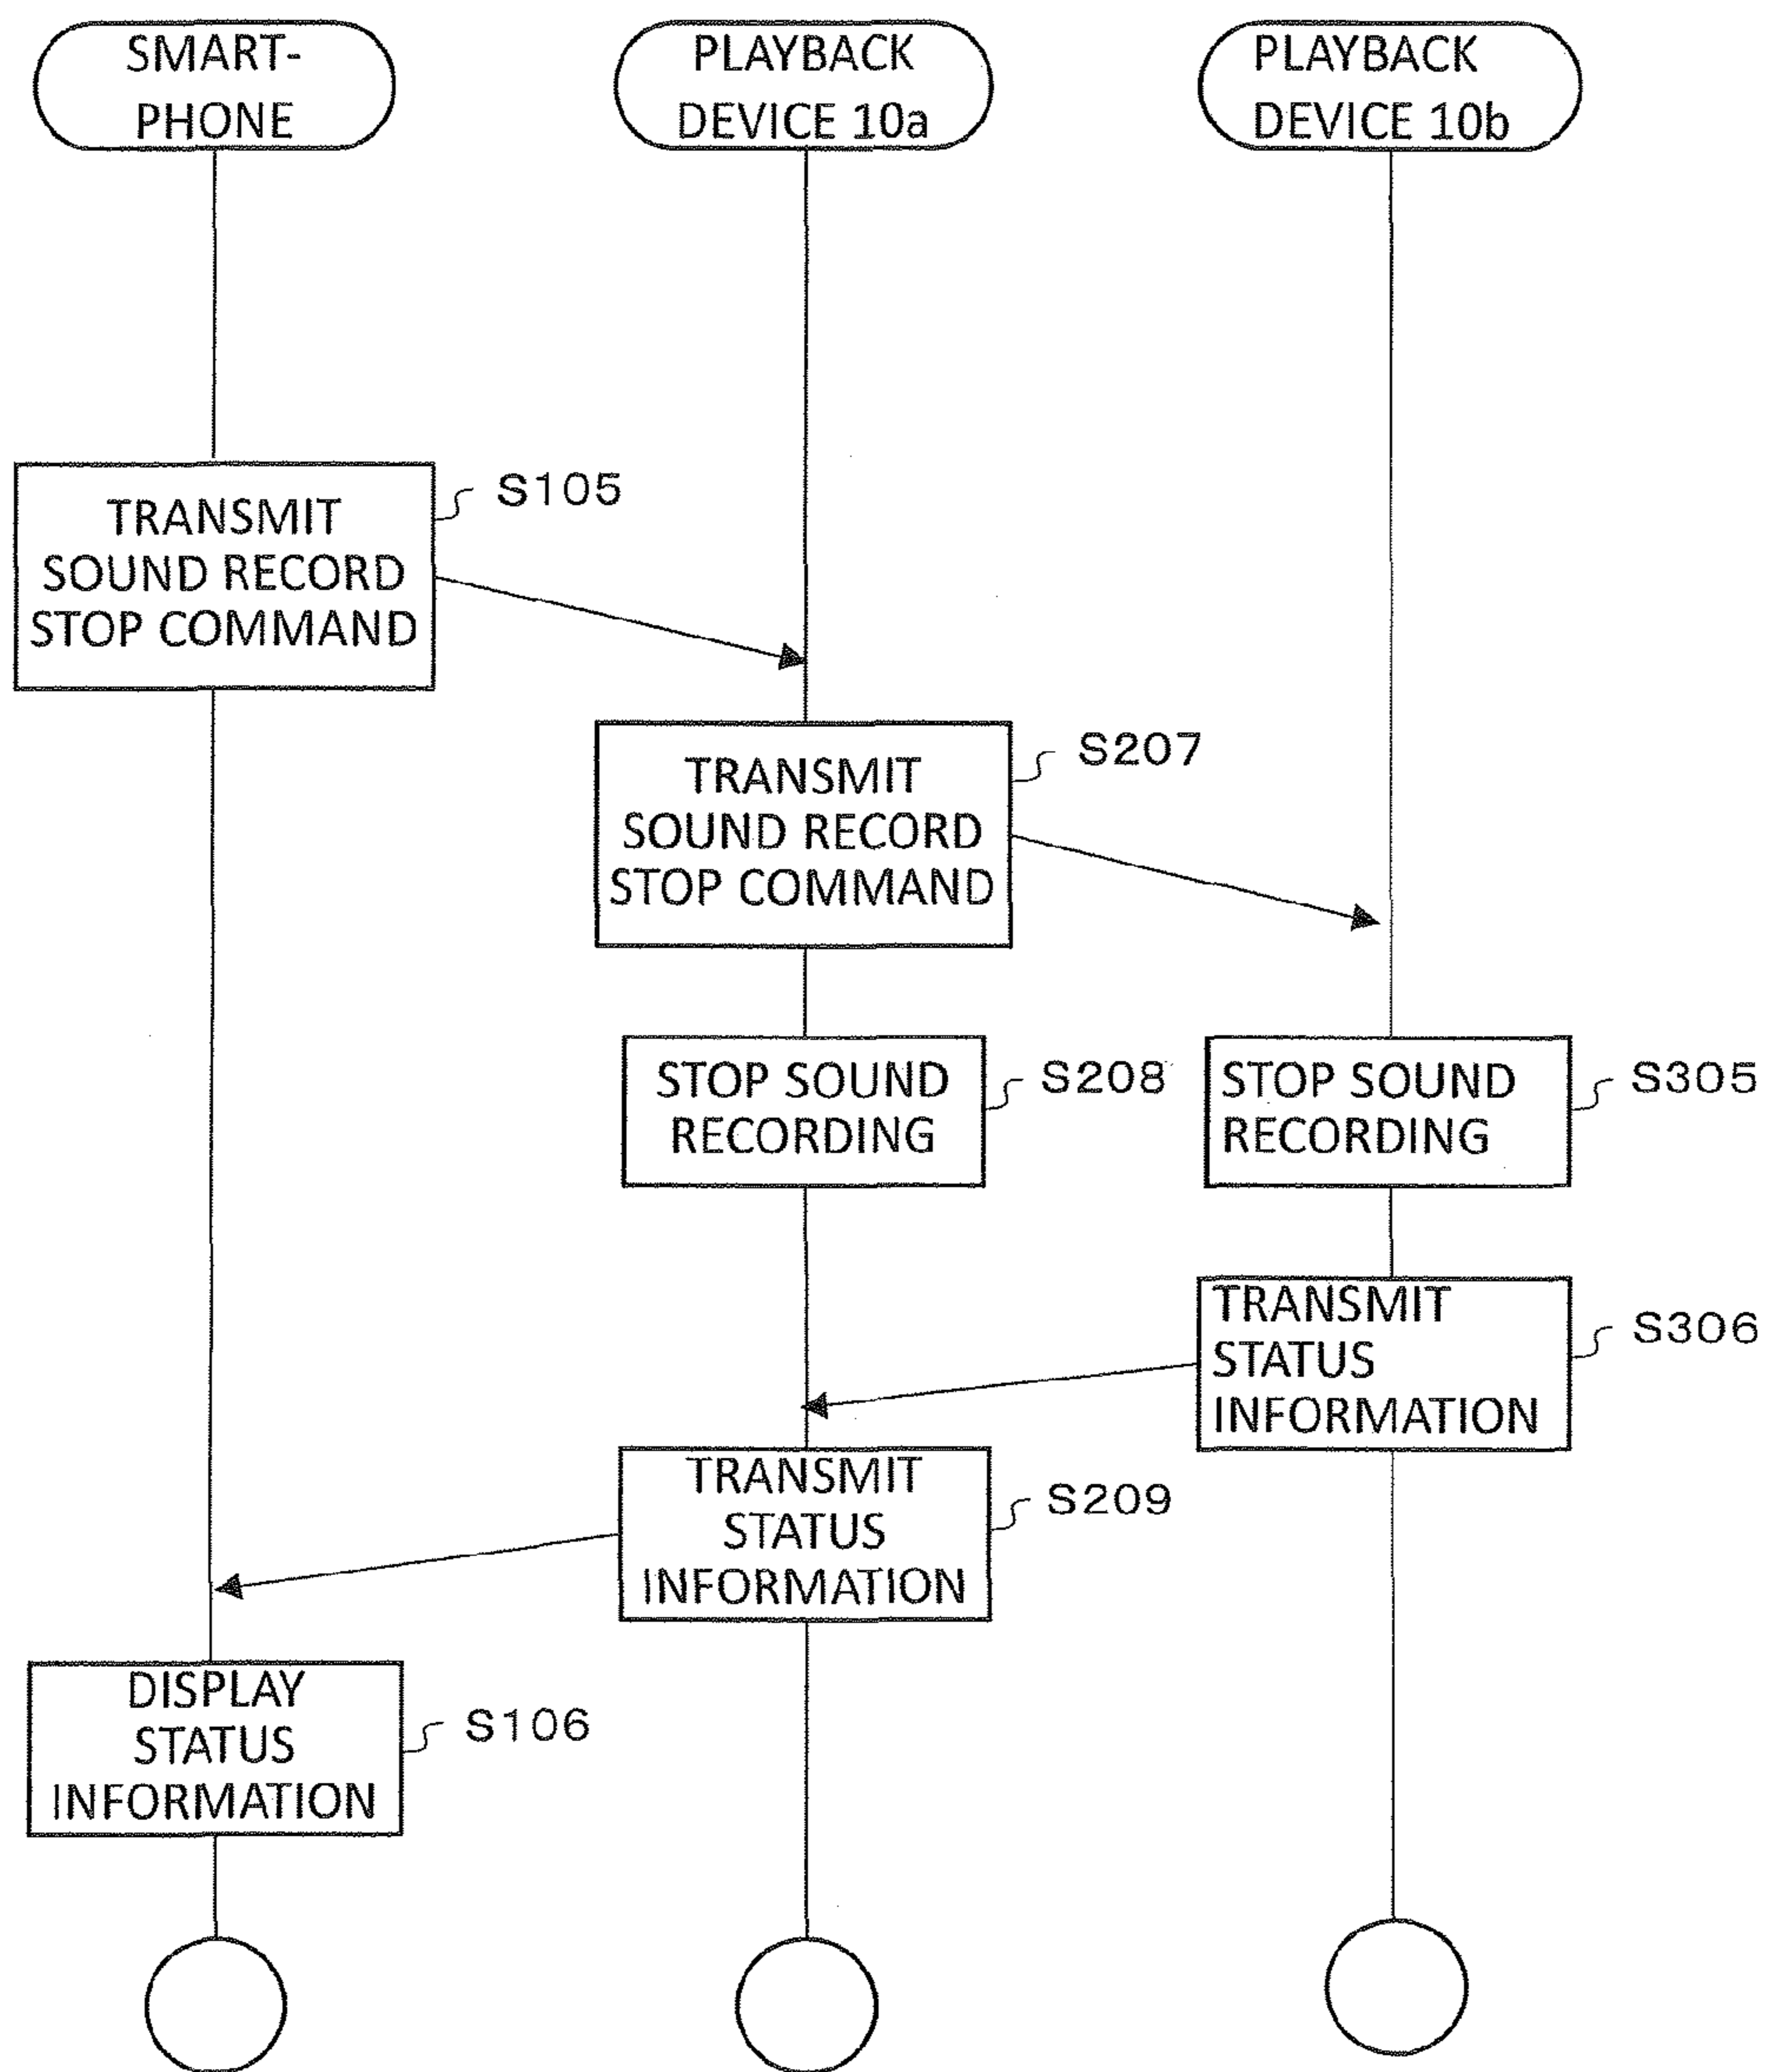 SMART-
PHONE
PLAYBACK
DEVICE 10a
PLAYBACK
DEVICE 10b
TRANSMIT
SOUND RECORD
STOP COMMAND
S105
TRANSMIT
SOUND RECORD
STOP COMMAND
S207
STOP SOUND
RECORDING
S208
STOP SOUND
RECORDING
S305
TRANSMIT
STATUS
INFORMATION
S306
TRANSMIT
STATUS
INFORMATION
S209
DISPLAY
STATUS
INFORMATION
S106